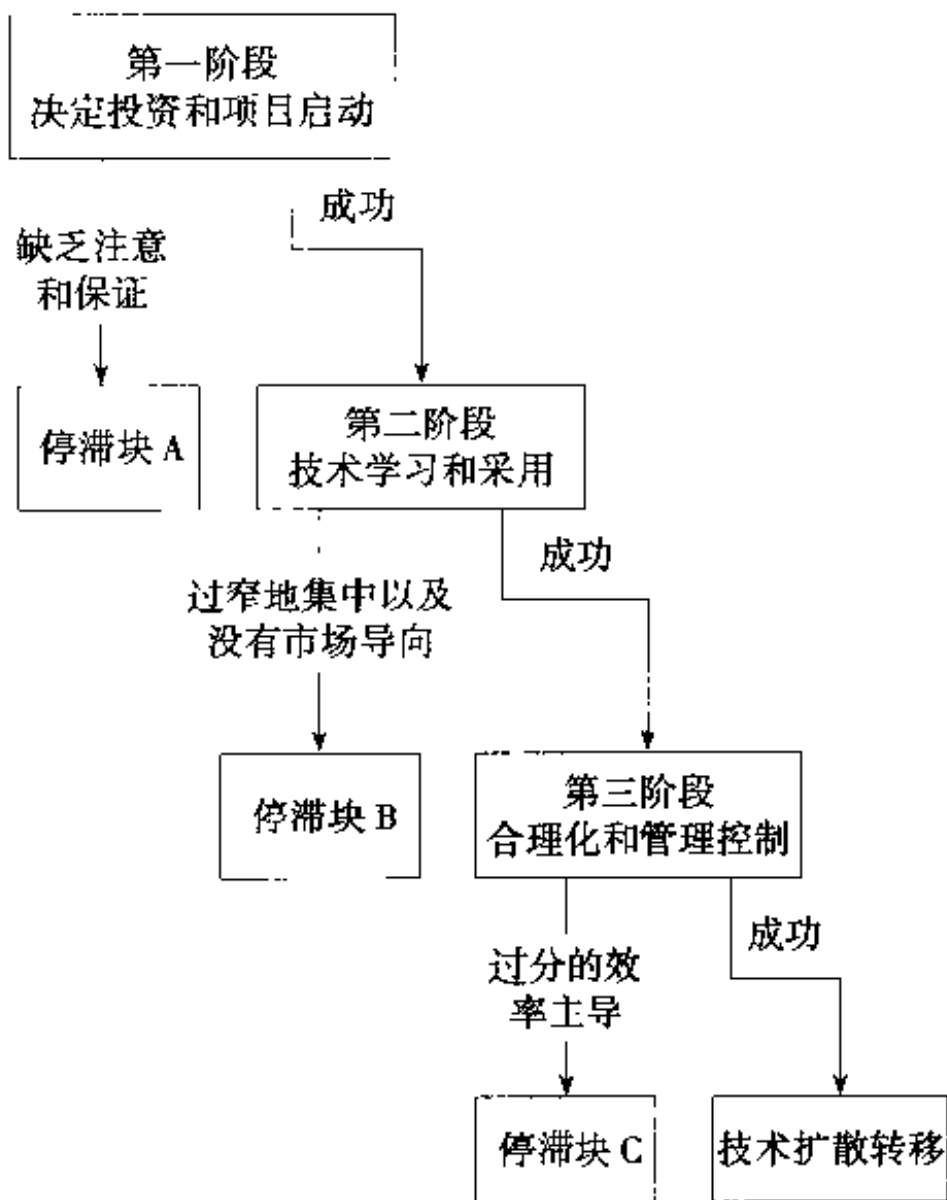 第一阶段
决定投资和项目启动
成功
缺乏注意
和保证
停滞块 A
第二阶段
技术学习和采用
成功
过窄地集中以及
没有市场导向
停滞块 B
第三阶段
合理化和管理控制
成功
过分的效
率主导
停滞块 C
技术扩散转移